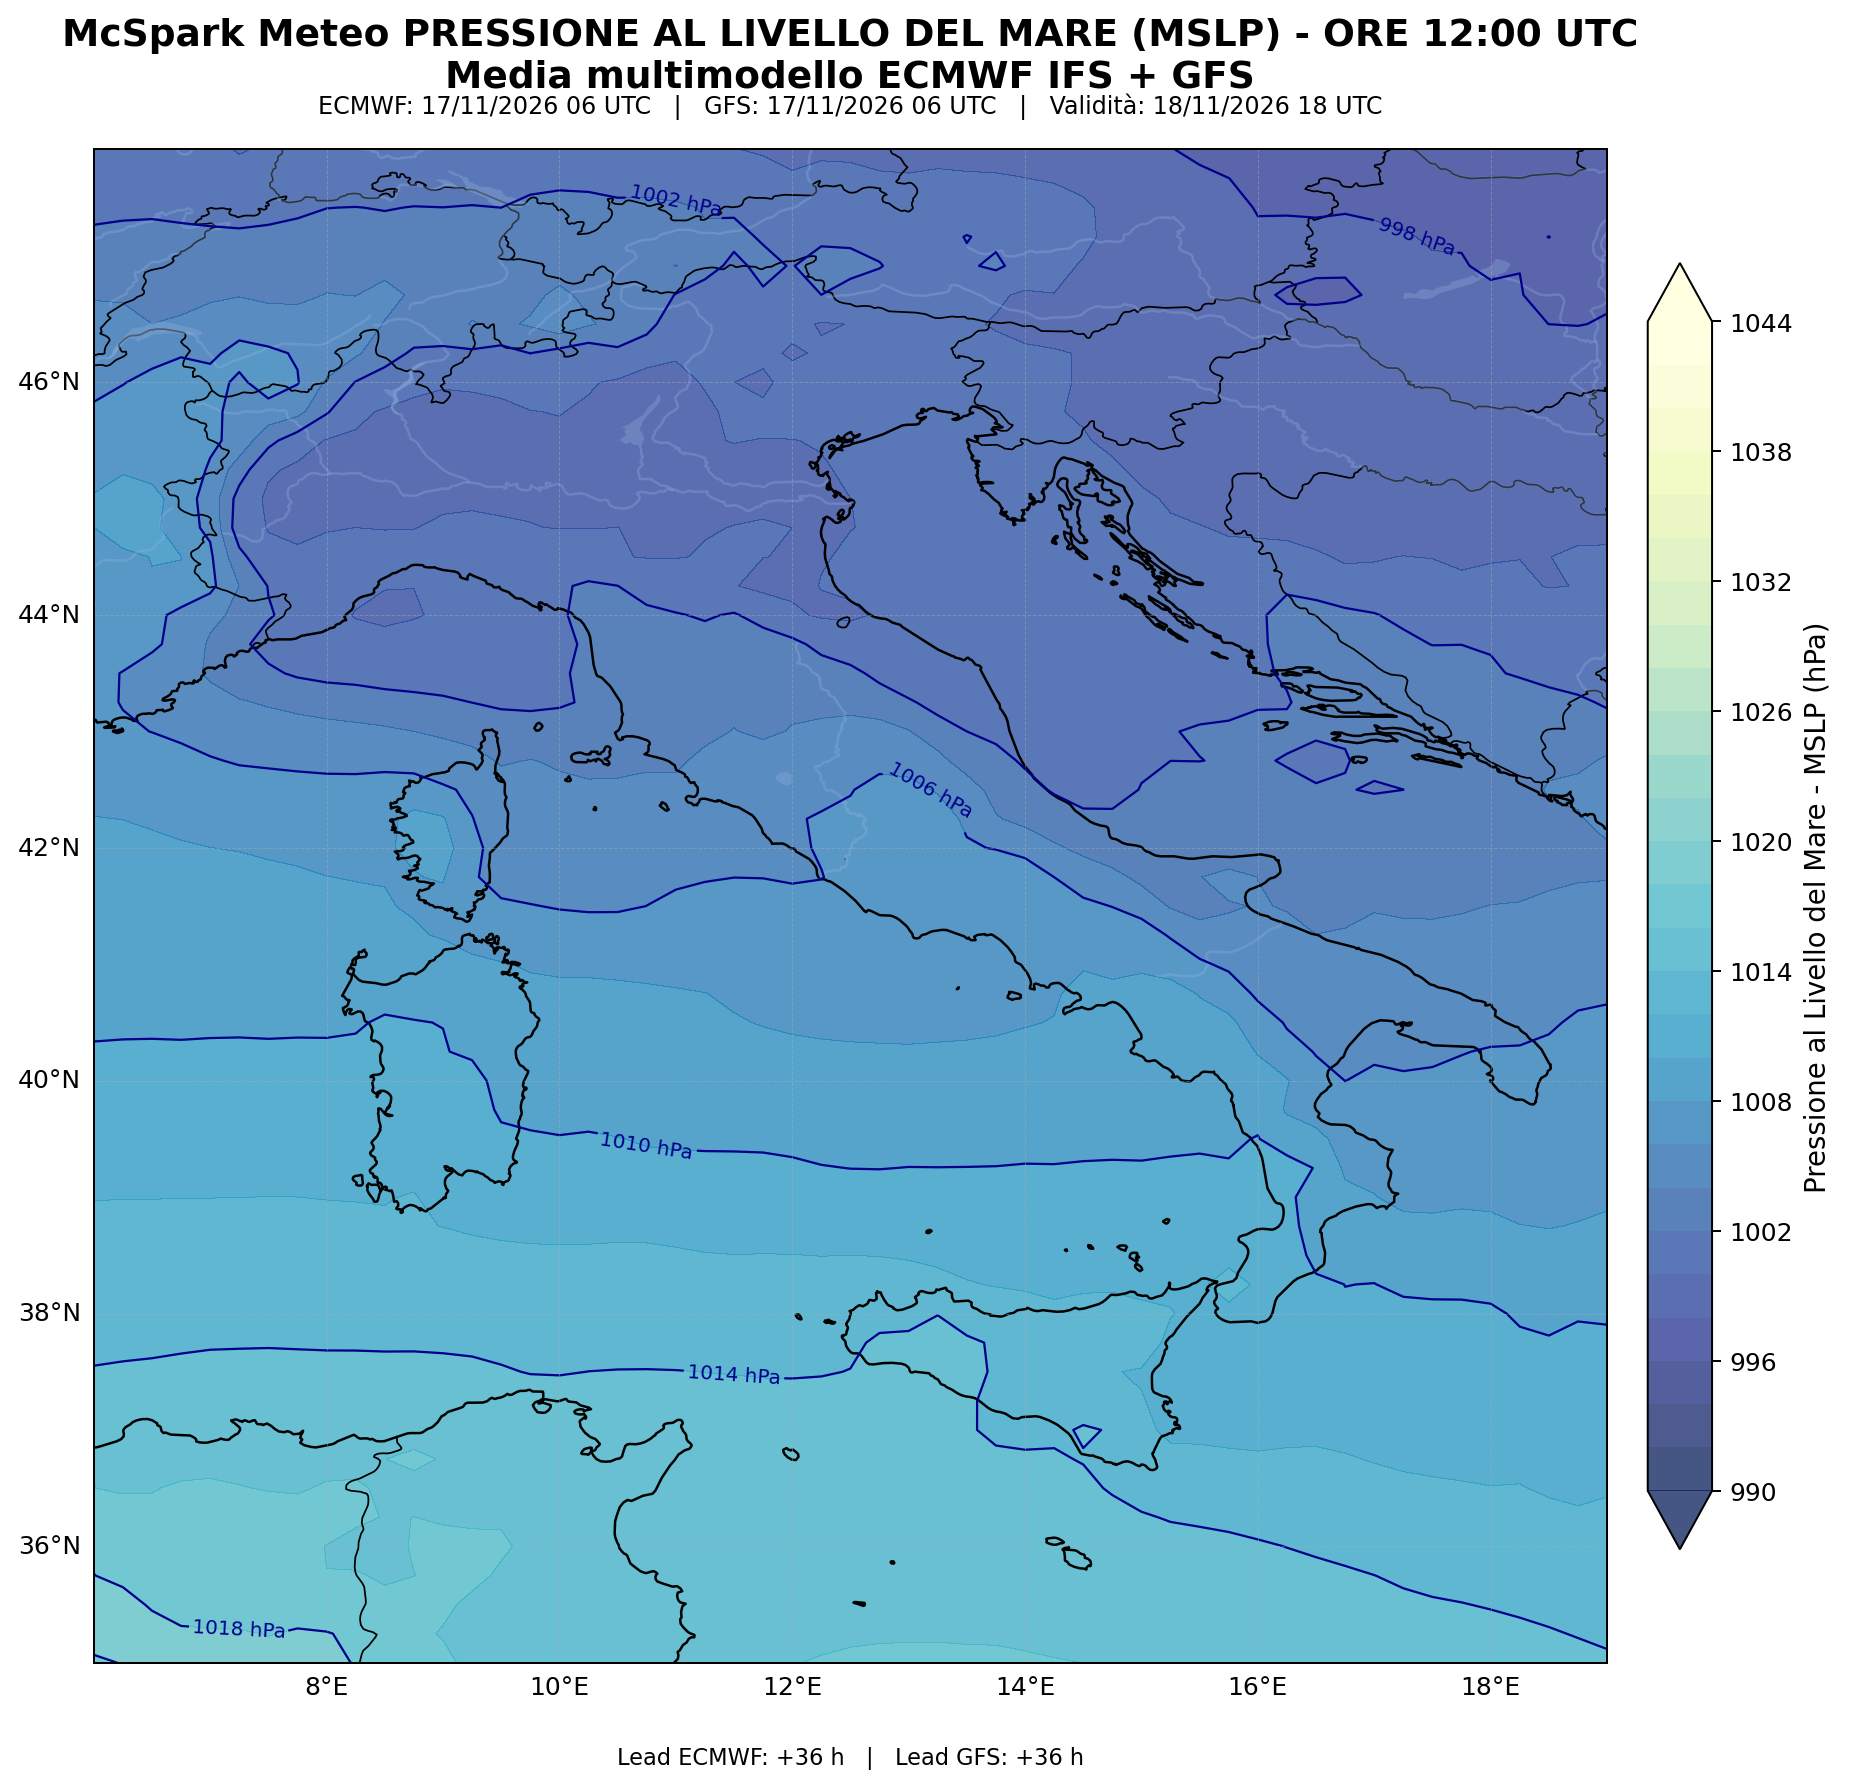 McSpark Meteo PRESSIONE AL LIVELLO DEL MARE (MSLP) - ORE 12:00 UTC
Media multimodello ECMWF IFS + GFS
ECMWF: 17/11/2026 06 UTC | GFS: 17/11/2026 06 UTC | Validità: 18/11/2026 18 UTC
1002 hPa
998 hPa
1006 hPa
1010 hPa
1014 hPa
1018 hPa
46°N
44°N
42°N
40°N
38°N
36°N
8°E
10°E
12°E
14°E
16°E
18°E
1044
1038
1032
1026
1020
1014
1008
1002
996
990
Pressione al Livello del Mare - MSLP (hPa)
Lead ECMWF: +36 h | Lead GFS: +36 h